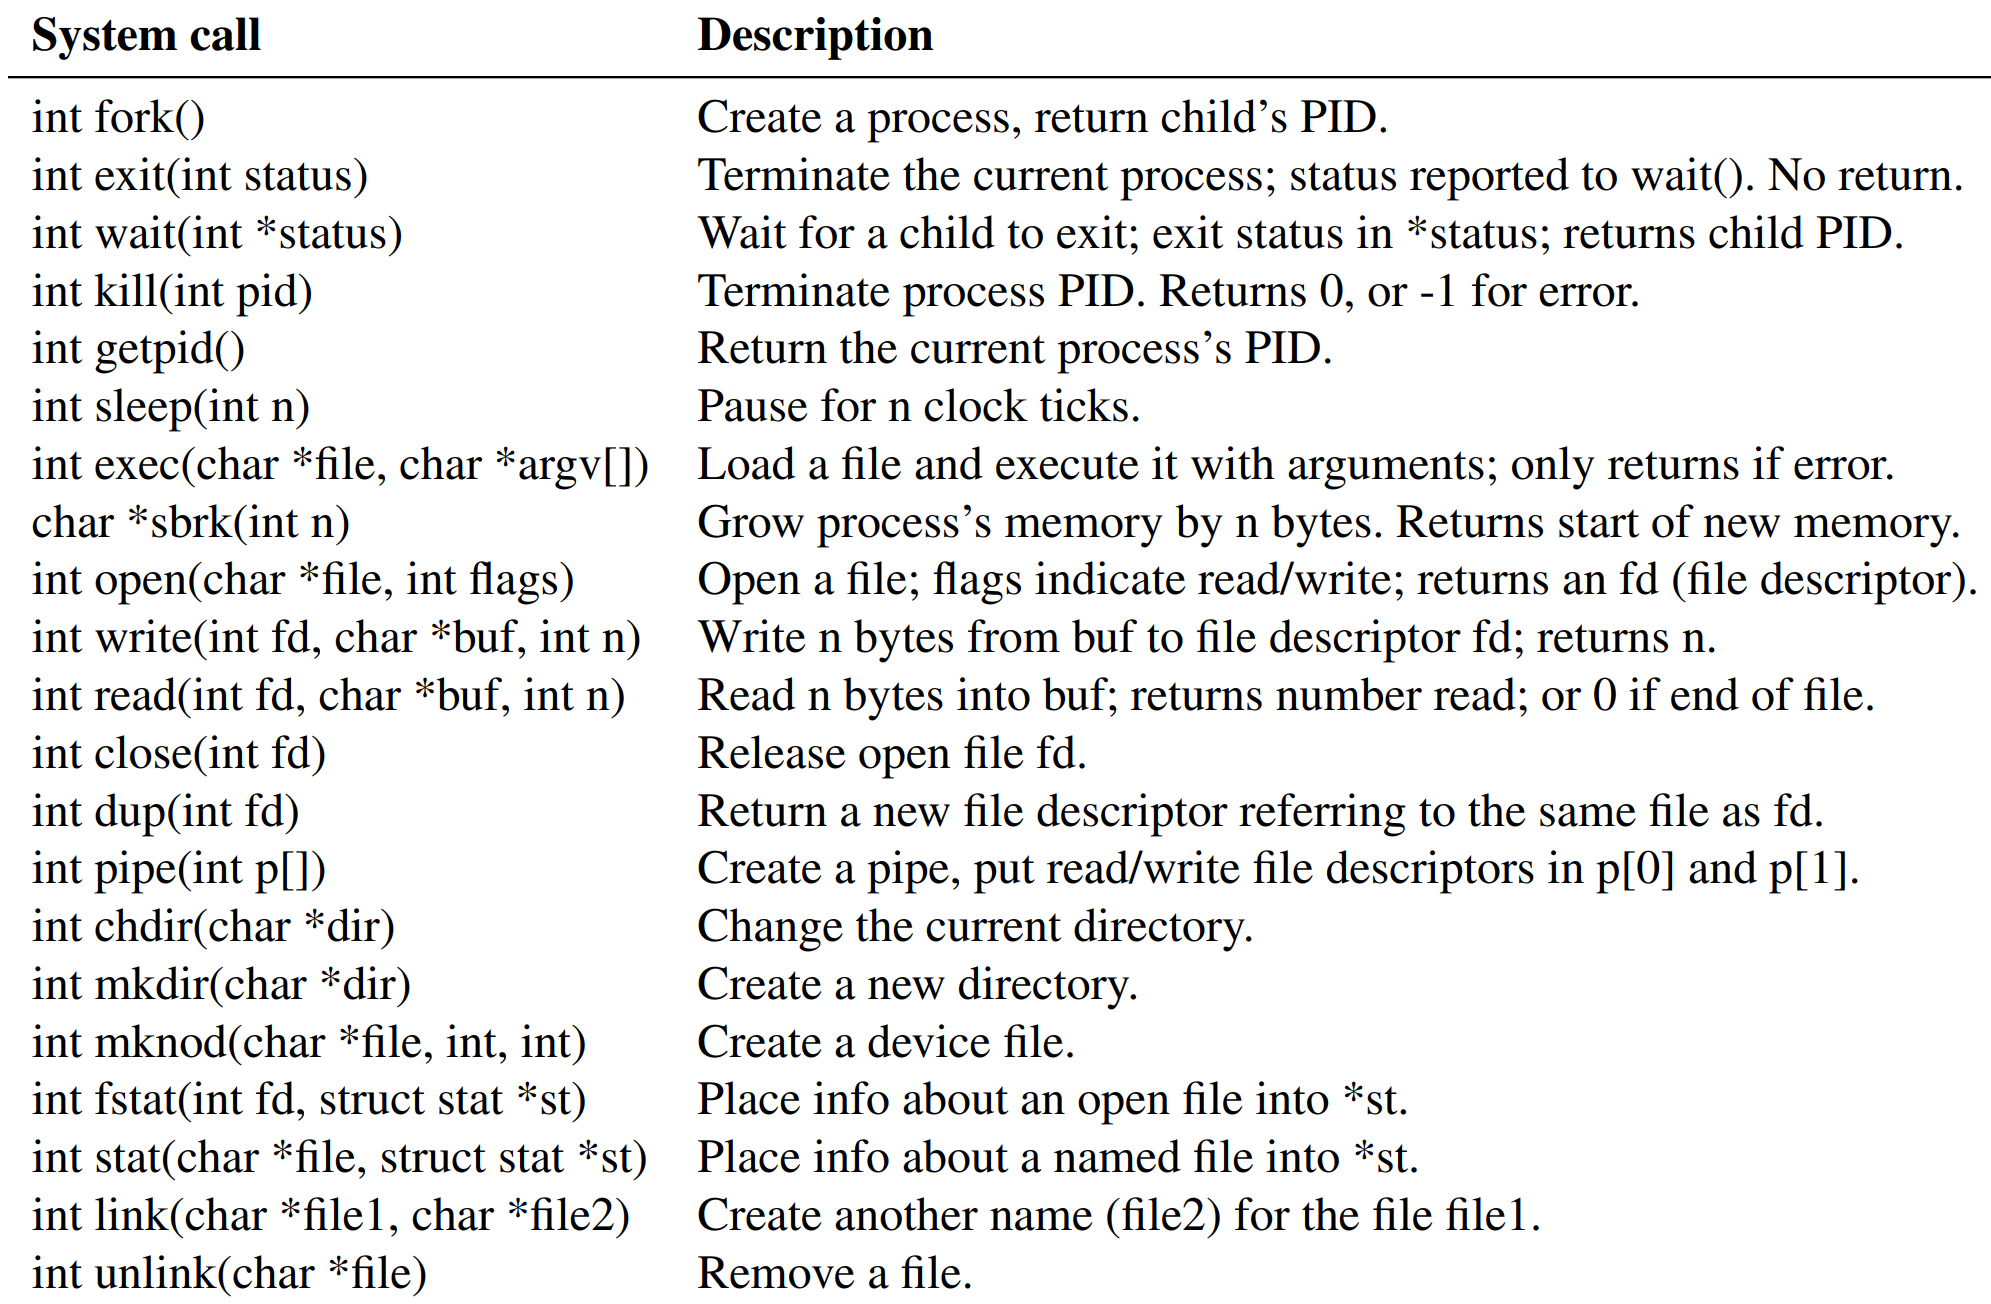 System call Description
int fork() Create a process, return child’s PID.
int exit(int status) Terminate the current process; status reported to wait(). No return.
int wait(int *status) Wait for a child to exit; exit status in *status; returns child PID.
int kill(int pid) Terminate process PID. Returns 0, or -1 for error.
int getpid() Return the current process’s PID.
int sleep(int n) Pause for n clock ticks.
int exec(char *file, char *argv[]) Load a file and execute it with arguments; only returns if error.
char *sbrk(int n) Grow process’s memory by n bytes. Returns start of new memory.
int open(char *file, int flags) Open a file; flags indicate read/write; returns an fd (file descriptor).
int write(int fd, char *buf, int n) Write n bytes from buf to file descriptor fd; returns n.
int read(int fd, char *buf, int n) Read n bytes into buf; returns number read; or 0 if end of file.
int close(int fd) Release open file fd.
int dup(int fd) Return a new file descriptor referring to the same file as fd.
int pipe(int p[]) Create a pipe, put read/write file descriptors in p[0] and p[1].
int chdir(char *dir) Change the current directory.
int mkdir(char *dir) Create a new directory.
int mknod(char *file, int, int) Create a device file.
int fstat(int fd, struct stat *st) Place info about an open file into *st.
int stat(char *file, struct stat *st) Place info about a named file into *st.
int link(char *file1, char *file2) Create another name (file2) for the file file1.
int unlink(char *file) Remove a file.